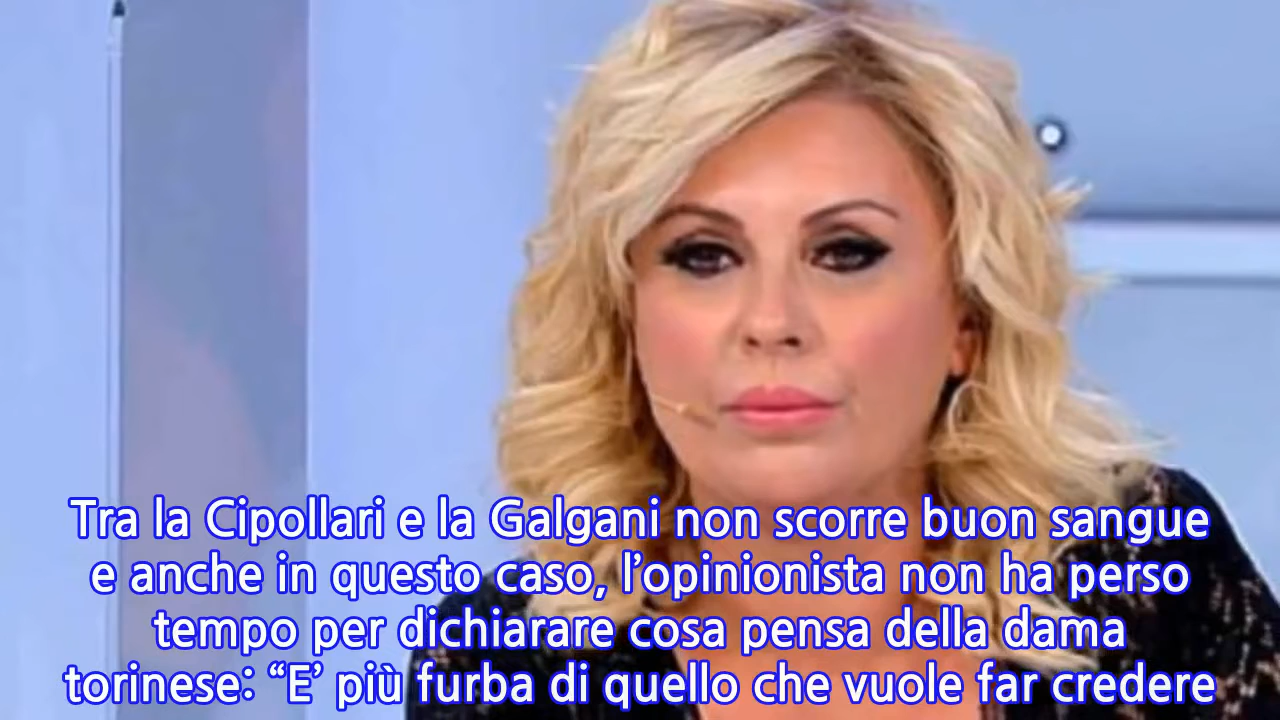 Tra la Cipollari e la Galgani non scorre buon sangue
e anche in questo caso, l’opinionista non ha perso
tempo per dichiarare cosa pensa della dama
torinese: “E’ più furba di quello che vuole far credere